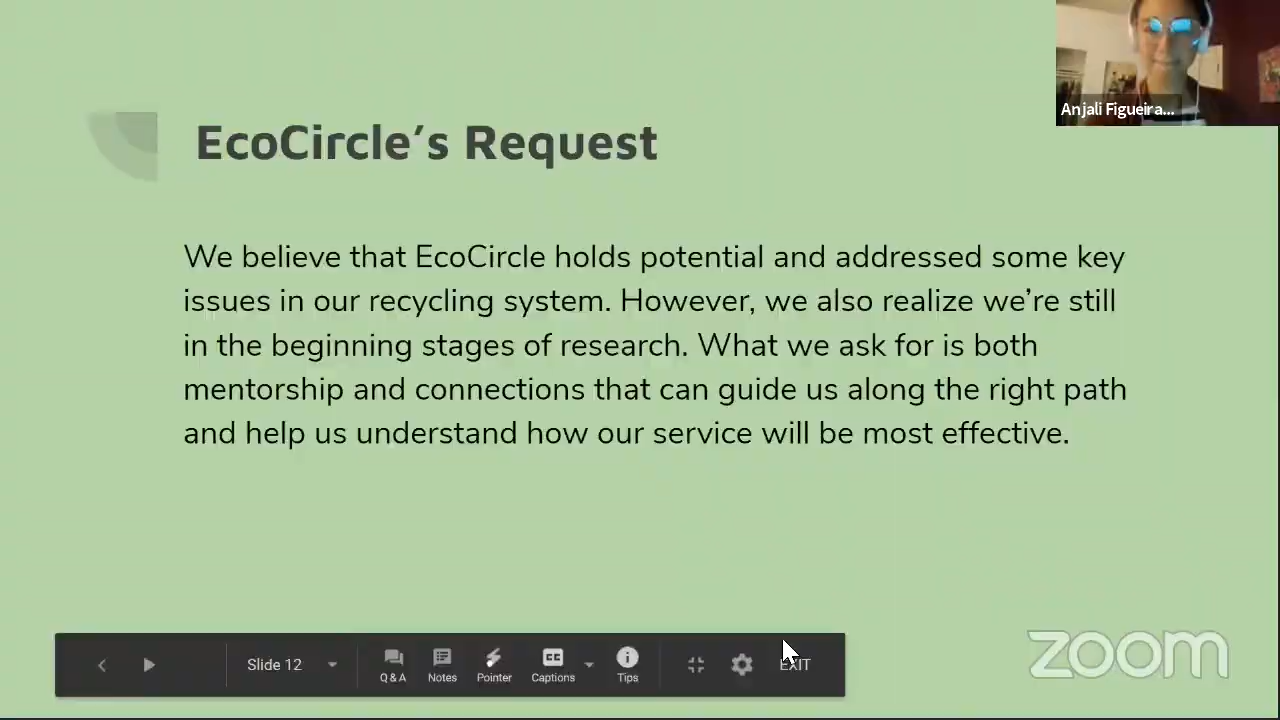 Anjali Figueira...
EcoCircle’s Request
We believe that EcoCircle holds potential and addressed some key
issues in our recycling system. However, we also realize we’re still
in the beginning stages of research. What we ask for is both
mentorship and connections that can guide us along the right path
and help us understand how our service will be most effective.
Slide 12
Q&A
Notes
Pointer
CC
Captions
Tips
EXIT
zoom